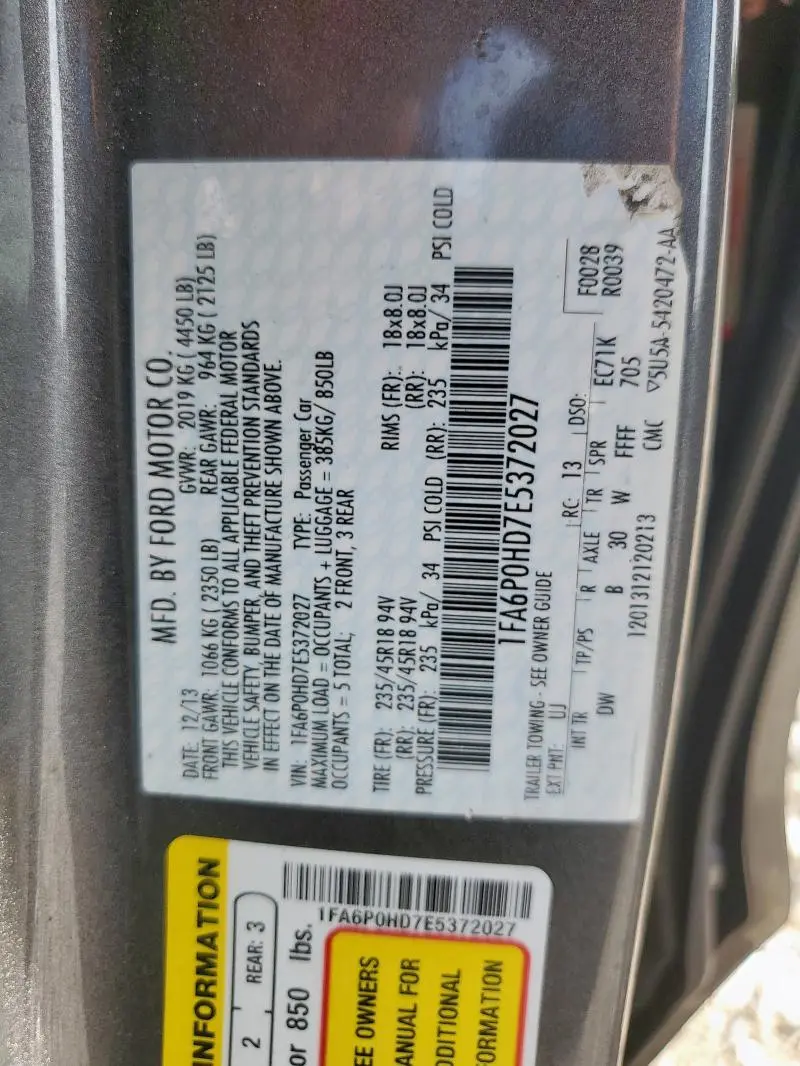 MFD. BY FORD MOTOR CO.
DATE: 12/13 GVWR: 2019 KG ( 4450 LB)
FRONT GAWR: 1066 KG ( 2350 LB) REAR GAWR: 964 KG ( 2125 LB)
THIS VEHICLE CONFORMS TO ALL APPLICABLE FEDERAL MOTOR
VEHICLE SAFETY, BUMPER, AND THEFT PREVENTION STANDARDS
IN EFFECT ON THE DATE OF MANUFACTURE SHOWN ABOVE.
VIN: 1FA6P0HD7E5372027 TYPE: Passenger Car
MAXIMUM LOAD = OCCUPANTS + LUGGAGE = 385KG/ 850LB
OCCUPANTS = 5 TOTAL; 2 FRONT, 3 REAR
TIRE (FR): 235/45R18 94V RIMS (FR): 18x8.0J
(RR): 235/45R18 94V (RR): 18x8.0J
PRESSURE (FR): 235 kPa/ 34 PSI COLD (RR): 235 kPa/ 34 PSI COLD
1FA6P0HD7E5372027
TRAILER TOWING - SEE OWNER GUIDE
EXT PNT: UJ RC: 13 DSO: F0028
R0039
INT TR TP/PS R AXLE TR SPR EC71K
DW B 30 W FFFF 705
1201312120213 CMC ▽5U5A-5420472-AA
INFORMATION
2 REAR: 3
or 850 lbs.
1FA6P0HD7E5372027
EE OWNERS
ANUAL FOR
DDITIONAL
FORMATION